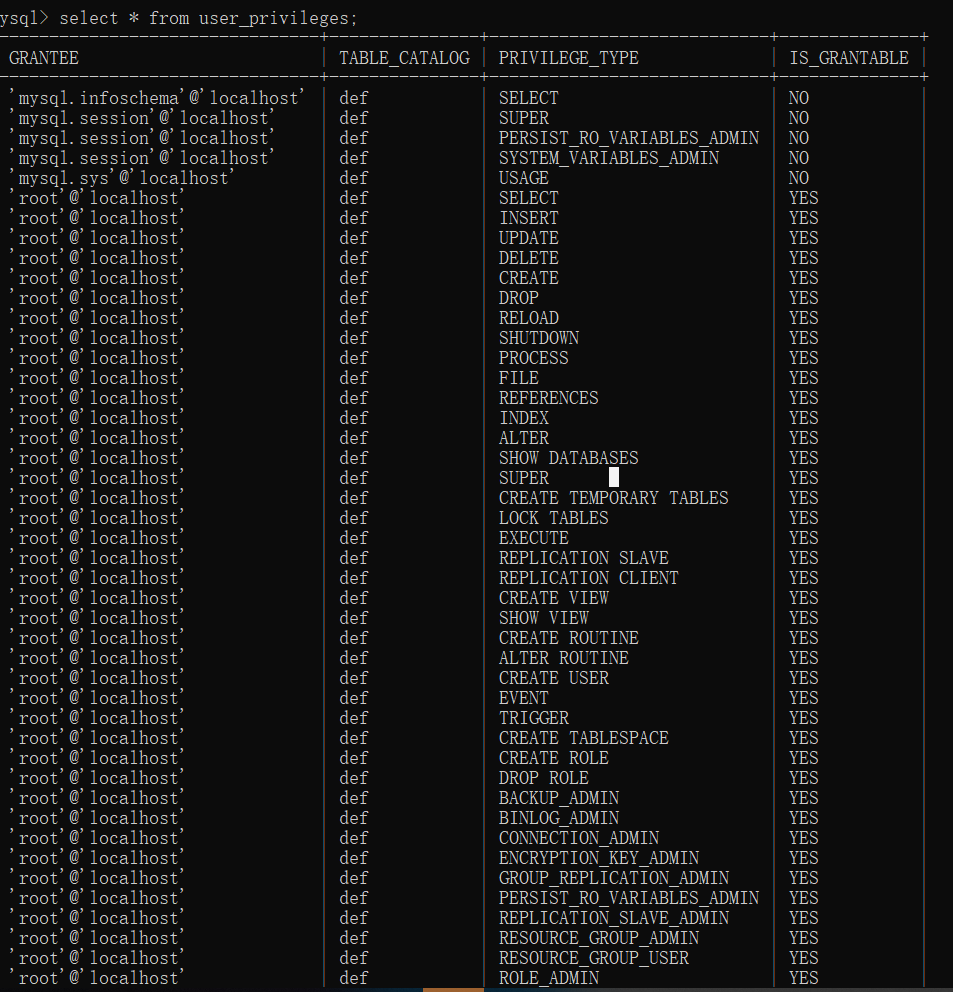 ysql> select * from user_privileges;
GRANTEE | TABLE_CATALOG | PRIVILEGE_TYPE | IS_GRANTABLE |
'mysql.infoschema'@'localhost' | def | SELECT | NO |
'mysql.session'@'localhost' | def | SUPER | NO |
'mysql.session'@'localhost' | def | PERSIST_RO_VARIABLES_ADMIN | NO |
'mysql.session'@'localhost' | def | SYSTEM_VARIABLES_ADMIN | NO |
'mysql.sys'@'localhost' | def | USAGE | NO |
'root'@'localhost' | def | SELECT | YES |
'root'@'localhost' | def | INSERT | YES |
'root'@'localhost' | def | UPDATE | YES |
'root'@'localhost' | def | DELETE | YES |
'root'@'localhost' | def | CREATE | YES |
'root'@'localhost' | def | DROP | YES |
'root'@'localhost' | def | RELOAD | YES |
'root'@'localhost' | def | SHUTDOWN | YES |
'root'@'localhost' | def | PROCESS | YES |
'root'@'localhost' | def | FILE | YES |
'root'@'localhost' | def | REFERENCES | YES |
'root'@'localhost' | def | INDEX | YES |
'root'@'localhost' | def | ALTER | YES |
'root'@'localhost' | def | SHOW DATABASES | YES |
'root'@'localhost' | def | SUPER | YES |
'root'@'localhost' | def | CREATE TEMPORARY TABLES | YES |
'root'@'localhost' | def | LOCK TABLES | YES |
'root'@'localhost' | def | EXECUTE | YES |
'root'@'localhost' | def | REPLICATION SLAVE | YES |
'root'@'localhost' | def | REPLICATION CLIENT | YES |
'root'@'localhost' | def | CREATE VIEW | YES |
'root'@'localhost' | def | SHOW VIEW | YES |
'root'@'localhost' | def | CREATE ROUTINE | YES |
'root'@'localhost' | def | ALTER ROUTINE | YES |
'root'@'localhost' | def | CREATE USER | YES |
'root'@'localhost' | def | EVENT | YES |
'root'@'localhost' | def | TRIGGER | YES |
'root'@'localhost' | def | CREATE TABLESPACE | YES |
'root'@'localhost' | def | CREATE ROLE | YES |
'root'@'localhost' | def | DROP ROLE | YES |
'root'@'localhost' | def | BACKUP_ADMIN | YES |
'root'@'localhost' | def | BINLOG_ADMIN | YES |
'root'@'localhost' | def | CONNECTION_ADMIN | YES |
'root'@'localhost' | def | ENCRYPTION_KEY_ADMIN | YES |
'root'@'localhost' | def | GROUP_REPLICATION_ADMIN | YES |
'root'@'localhost' | def | PERSIST_RO_VARIABLES_ADMIN | YES |
'root'@'localhost' | def | REPLICATION_SLAVE_ADMIN | YES |
'root'@'localhost' | def | RESOURCE_GROUP_ADMIN | YES |
'root'@'localhost' | def | RESOURCE_GROUP_USER | YES |
'root'@'localhost' | def | ROLE_ADMIN | YES |